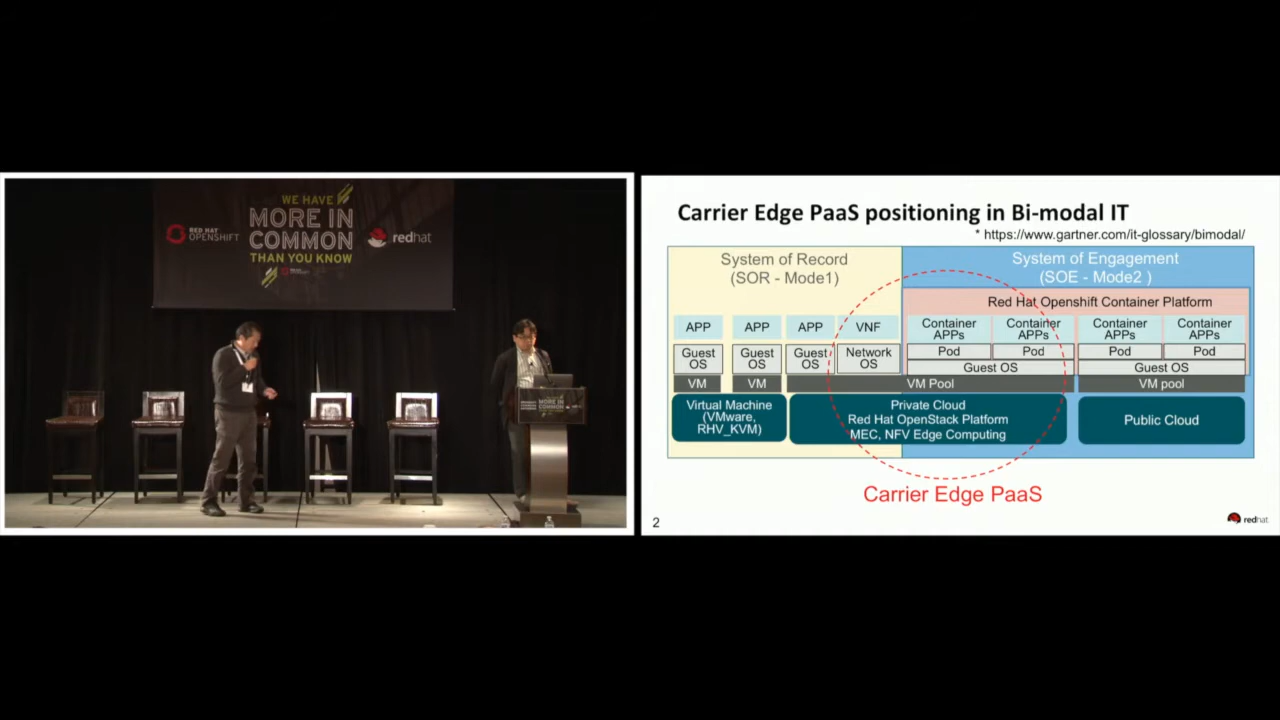 WE HAVE
MORE IN
COMMON
THAN YOU KNOW
RED HAT
OPENSHIFT
redhat
MORE IN
COMMON
Carrier Edge PaaS positioning in Bi-modal IT
* https://www.gartner.com/it-glossary/bimodal/
System of Record
(SOR - Mode1)
System of Engagement
(SOE - Mode2 )
Red Hat Openshift Container Platform
APP
APP
APP
VNF
Container
APPs
Container
APPs
Container
APPs
Container
APPs
Guest
OS
Guest
OS
Guest
OS
Network
OS
Pod
Pod
Pod
Pod
Guest OS
Guest OS
VM
VM
VM Pool
VM pool
Virtual Machine
(VMware,
RHV_KVM)
Private Cloud
Red Hat OpenStack Platform
MEC, NFV Edge Computing
Public Cloud
Carrier Edge PaaS
2
redhat